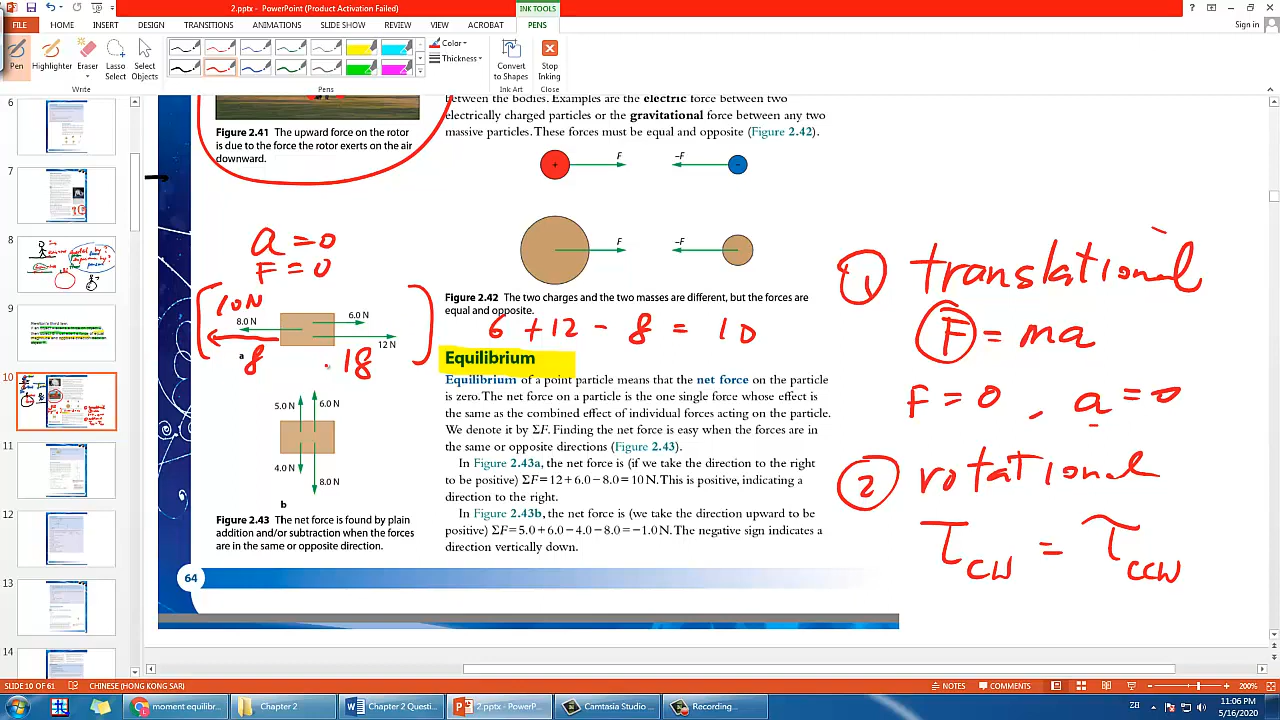 2.pptx - PowerPoint (Product Activation Failed)
INK TOOLS
Sign in
FILE HOME INSERT DESIGN TRANSITIONS ANIMATIONS SLIDE SHOW REVIEW VIEW ACROBAT PENS
Pen Highlighter Eraser Lasso Select Select Objects
Color
Thickness
Convert to Shapes
Stop Inking
Write Pens Ink Art Close
6
7
8
9
11
12
13
14
between two bodies. Examples are the electric force between two
electrically charged particles or the gravitational force between any two
massive particles. These forces must be equal and opposite (Figure 2.42).
Figure 2.41 The upward force on the rotor
is due to the force the rotor exerts on the air
downward.
+ F −F −
F −F
Figure 2.42 The two charges and the two masses are different, but the forces are
equal and opposite.
a = 0
F = 0
10N
8.0 N 6.0 N
12 N
a
8 18
6 + 12 - 8 = 10
Equilibrium
Equilibrium of a point particle means that the net force on the particle
is zero. The net force on a particle is the one single force whose effect is
the same as the combined effect of individual forces acting on the particle.
We denote it by ΣF. Finding the net force is easy when the forces are in
the same or opposite directions (Figure 2.43).
In Figure 2.43a, the net force is (if we take the direction to the right
to be positive) ΣF = 12 + 6.0 − 8.0 = 10 N. This is positive, indicating a
direction to the right.
In Figure 2.43b, the net force is (we take the direction upward to be
positive) ΣF = 5.0 + 6.0 − 4.0 − 8.0 = −1.0 N. The negative sign indicates a
direction vertically down.
5.0 N 6.0 N
4.0 N
8.0 N
b
Figure 2.43 The net force is found by plain
addition and/or subtraction when the forces
are in the same or opposite direction.
64
① translational
F = ma
F = 0 , a = 0
② rotational
τCW = τCCW
SLIDE 10 OF 61 CHINESE (HONG KONG SAR) NOTES COMMENTS 200%
moment equilibr... Chapter 2 Chapter 2 Questi... 2.pptx - PowerPo... Camtasia Studio ... Recording...
ZH 11:06 PM
5/16/2020